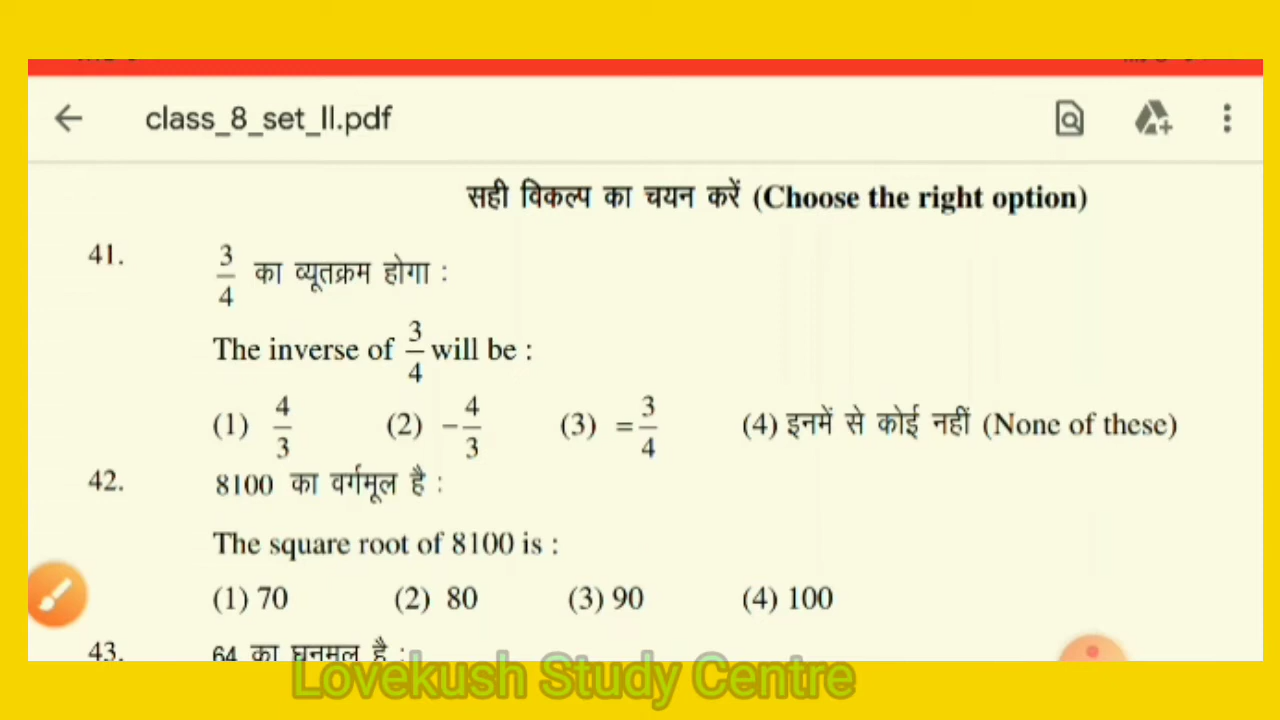 class_8_set_ll.pdf
सही विकल्प का चयन करें (Choose the right option)
41. 3/4 का व्यूतक्रम होगा :
The inverse of 3/4 will be :
(1) 4/3 (2) −4/3 (3) =3/4 (4) इनमें से कोई नहीं (None of these)
42. 8100 का वर्गमूल है :
The square root of 8100 is :
(1) 70 (2) 80 (3) 90 (4) 100
43. 64 का घनमूल है :
Lovekush Study Centre